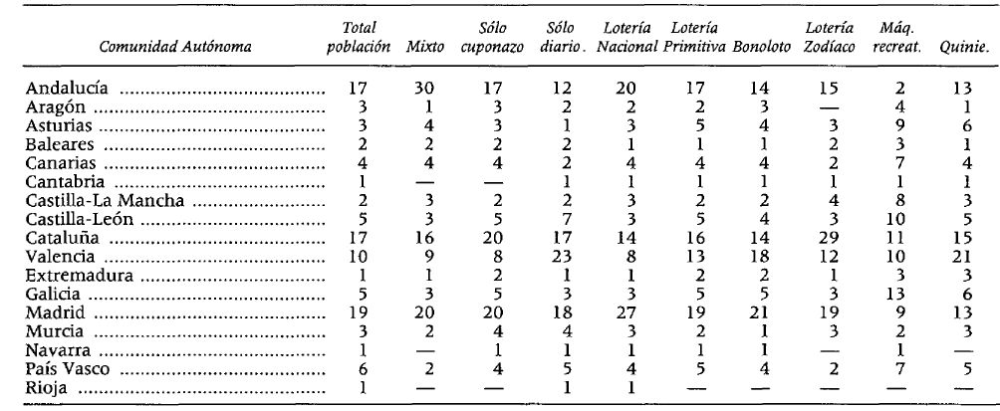 Total Sólo Sólo Lotería Lotería Lotería Máq.
Comunidad Autónoma población Mixto cuponazo diario. Nacional Primitiva Bonoloto Zodíaco recreat. Quinie.
Andalucía ........................................ 17 30 17 12 20 17 14 15 2 13
Aragón ............................................ 3 1 3 2 2 2 3 — 4 1
Asturias ........................................... 3 4 3 1 3 5 4 3 9 6
Baleares ........................................... 2 2 2 2 1 1 1 2 3 1
Canarias .......................................... 4 4 4 2 4 4 4 2 7 4
Cantabria ......................................... 1 — — 1 1 1 1 1 1 1
Castilla-La Mancha .......................... 2 3 2 2 3 2 2 4 8 3
Castilla-León .................................... 5 3 5 7 3 5 4 3 10 5
Cataluña .......................................... 17 16 20 17 14 16 14 29 11 15
Valencia ........................................... 10 9 8 23 8 13 18 12 10 21
Extremadura .................................... 1 1 2 1 1 2 2 1 3 3
Galicia .............................................. 5 3 5 3 3 5 5 3 13 6
Madrid ............................................. 19 20 20 18 27 19 21 19 9 13
Murcia ............................................. 3 2 4 4 3 2 1 3 2 3
Navarra ............................................ 1 — 1 1 1 1 1 — 1 —
País Vasco ........................................ 6 2 4 5 4 5 4 2 7 5
Rioja ................................................ 1 — — 1 1 — — — — —